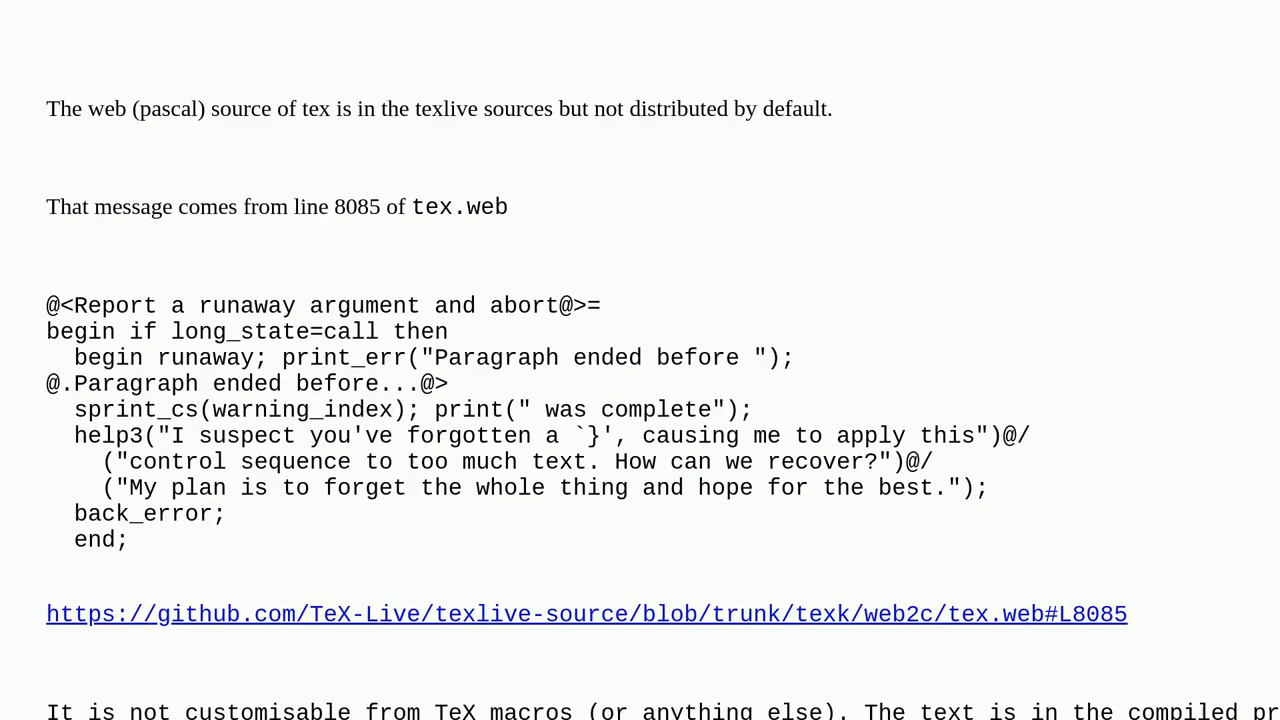 The web (pascal) source of tex is in the texlive sources but not distributed by default.
That message comes from line 8085 of tex.web
@<Report a runaway argument and abort@>=
begin if long_state=call then
  begin runaway; print_err("Paragraph ended before ");
@.Paragraph ended before...@>
  sprint_cs(warning_index); print(" was complete");
  help3("I suspect you've forgotten a `}', causing me to apply this")@/
    ("control sequence to too much text. How can we recover?")@/
    ("My plan is to forget the whole thing and hope for the best.");
  back_error;
  end;
https://github.com/TeX-Live/texlive-source/blob/trunk/texk/web2c/tex.web#L8085
It is not customisable from TeX macros (or anything else). The text is in the compiled pr